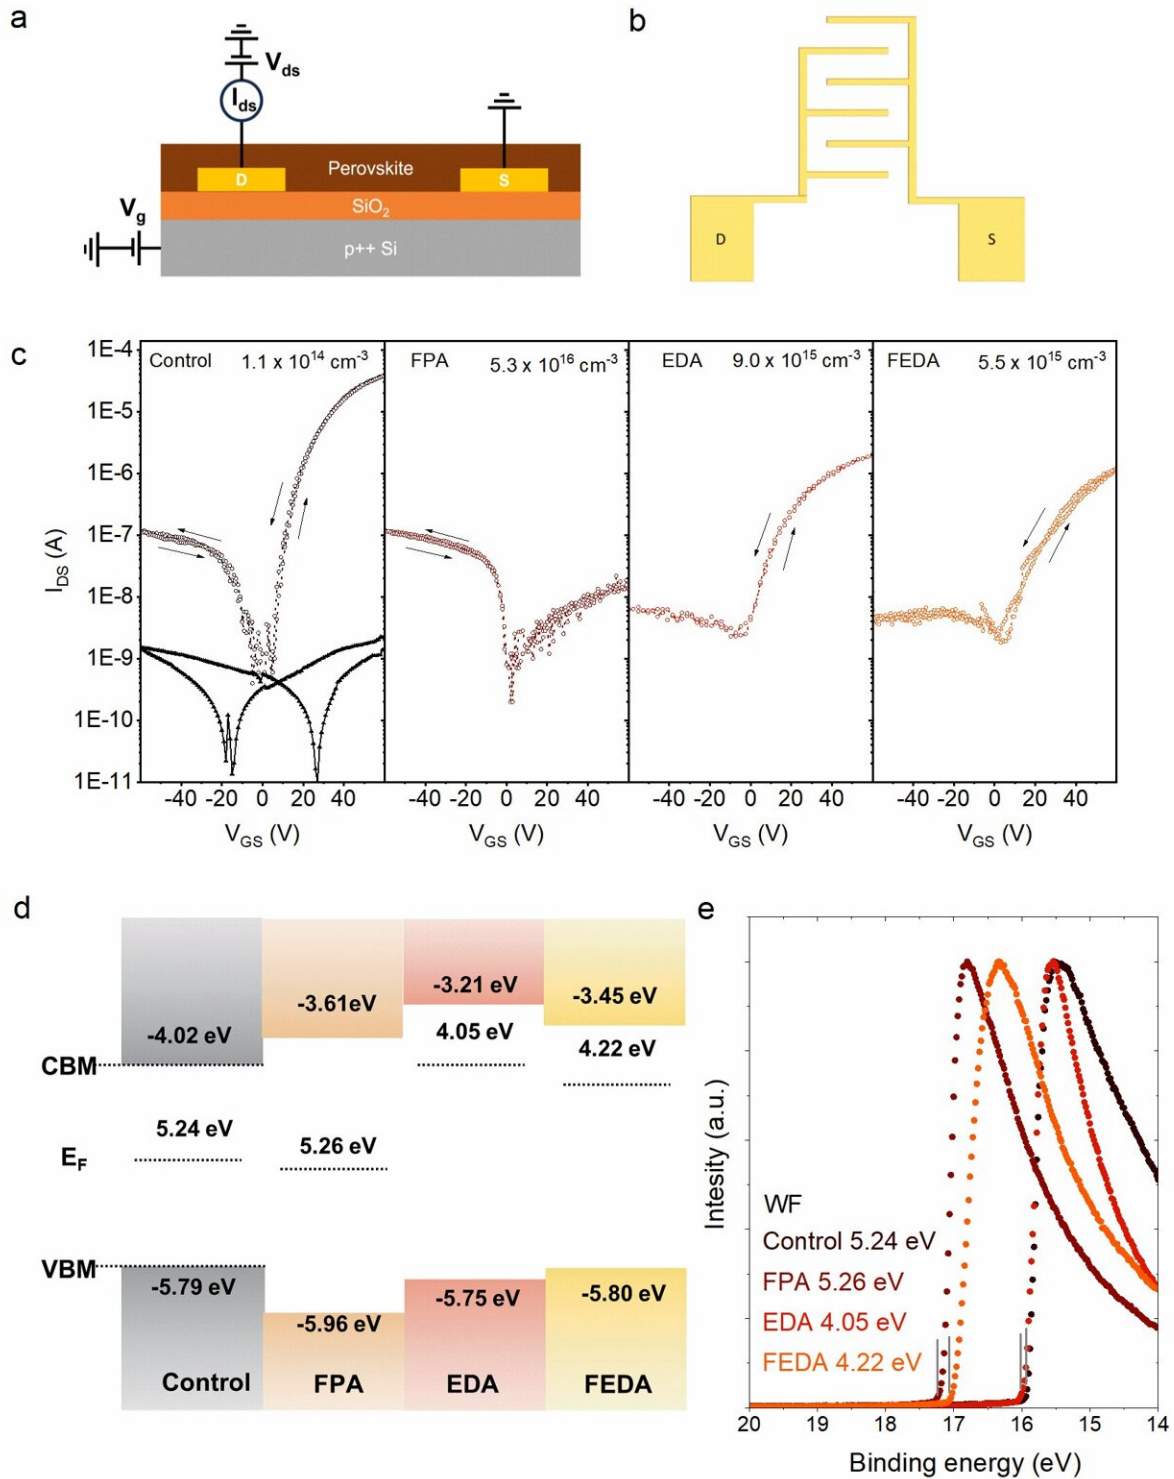 a
V_ds
I_ds
D
Perovskite
S
V_g
SiO₂
p++ Si
b
D
S
c
Control 1.1 x 10¹⁴ cm⁻³
FPA 5.3 x 10¹⁶ cm⁻³
EDA 9.0 x 10¹⁵ cm⁻³
FEDA 5.5 x 10¹⁵ cm⁻³
1E-4
1E-5
1E-6
1E-7
1E-8
1E-9
1E-10
1E-11
I_DS (A)
-40 -20 0 20 40
-40 -20 0 20 40
-40 -20 0 20 40
-40 -20 0 20 40
V_GS (V)
V_GS (V)
V_GS (V)
V_GS (V)
d
-4.02 eV
-3.61eV
-3.21 eV
-3.45 eV
4.05 eV
4.22 eV
CBM
5.24 eV
5.26 eV
E_F
VBM
-5.79 eV
-5.96 eV
-5.75 eV
-5.80 eV
Control
FPA
EDA
FEDA
e
Intesity (a.u.)
WF
Control 5.24 eV
FPA 5.26 eV
EDA 4.05 eV
FEDA 4.22 eV
20 19 18 17 16 15 14
Binding energy (eV)